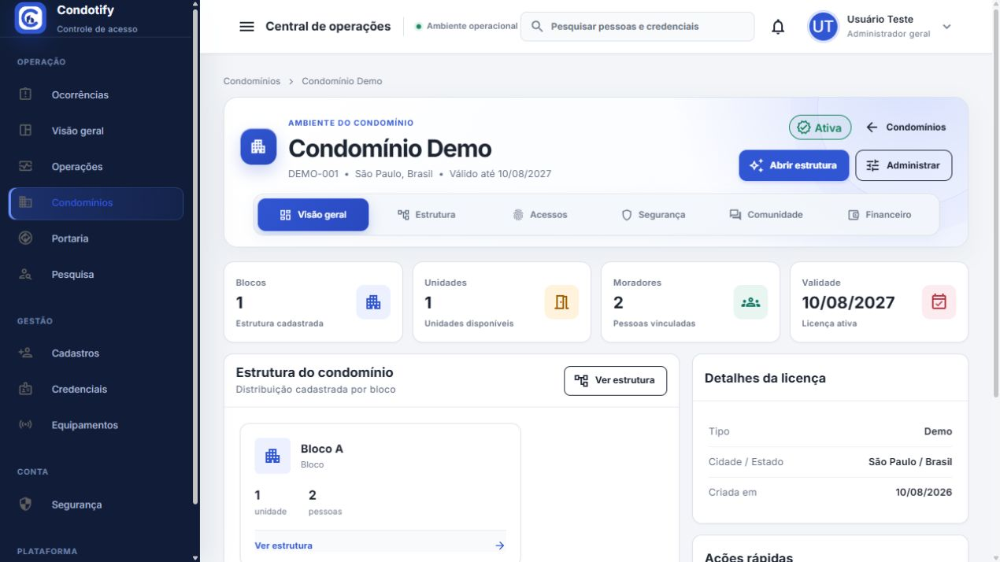 Condotify
Controle de acesso
OPERAÇÃO
Ocorrências
Visão geral
Operações
Condomínios
Portaria
Pesquisa
GESTÃO
Cadastros
Credenciais
Equipamentos
CONTA
Segurança
PLATAFORMA
Central de operações
Ambiente operacional
Pesquisar pessoas e credenciais
UT
Usuário Teste
Administrador geral
Condomínios > Condomínio Demo
AMBIENTE DO CONDOMÍNIO
Condomínio Demo
DEMO-001 • São Paulo, Brasil • Válido até 10/08/2027
Ativa
Condomínios
Abrir estrutura
Administrar
Visão geral
Estrutura
Acessos
Segurança
Comunidade
Financeiro
Blocos
1
Estrutura cadastrada
Unidades
1
Unidades disponíveis
Moradores
2
Pessoas vinculadas
Validade
10/08/2027
Licença ativa
Estrutura do condomínio
Distribuição cadastrada por bloco
Ver estrutura
Bloco A
Bloco
1 2
unidade pessoas
Ver estrutura
Detalhes da licença
Tipo Demo
Cidade / Estado São Paulo / Brasil
Criada em 10/08/2026
Ações rápidas